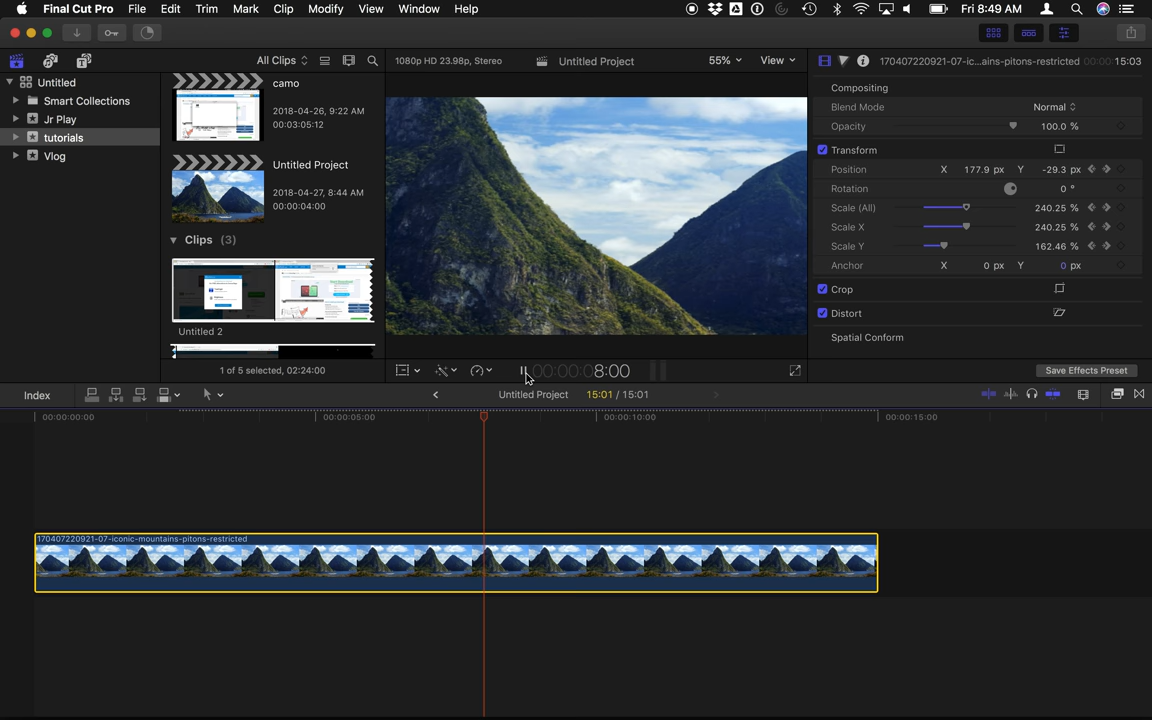 Final Cut Pro File Edit Trim Mark Clip Modify View Window Help Fri 8:49 AM
All Clips
1080p HD 23.98p, Stereo Untitled Project 55% View
170407220921-07-ic...ains-pitons-restricted 00:00:15:03
Untitled
Smart Collections
Jr Play
tutorials
Vlog
camo
2018-04-26, 9:22 AM
00:03:05:12
Untitled Project
2018-04-27, 8:44 AM
00:00:04:00
Clips (3)
Untitled 2
1 of 5 selected, 02:24:00
00:00:00:08:00
Compositing
Blend Mode Normal
Opacity 100.0 %
Transform
Position X 177.9 px Y -29.3 px
Rotation 0 °
Scale (All) 240.25 %
Scale X 240.25 %
Scale Y 162.46 %
Anchor X 0 px Y 0 px
Crop
Distort
Spatial Conform
Save Effects Preset
Index Untitled Project 15:01 / 15:01
00:00:00:00 00:00:05:00 00:00:10:00 00:00:15:00
170407220921-07-iconic-mountains-pitons-restricted